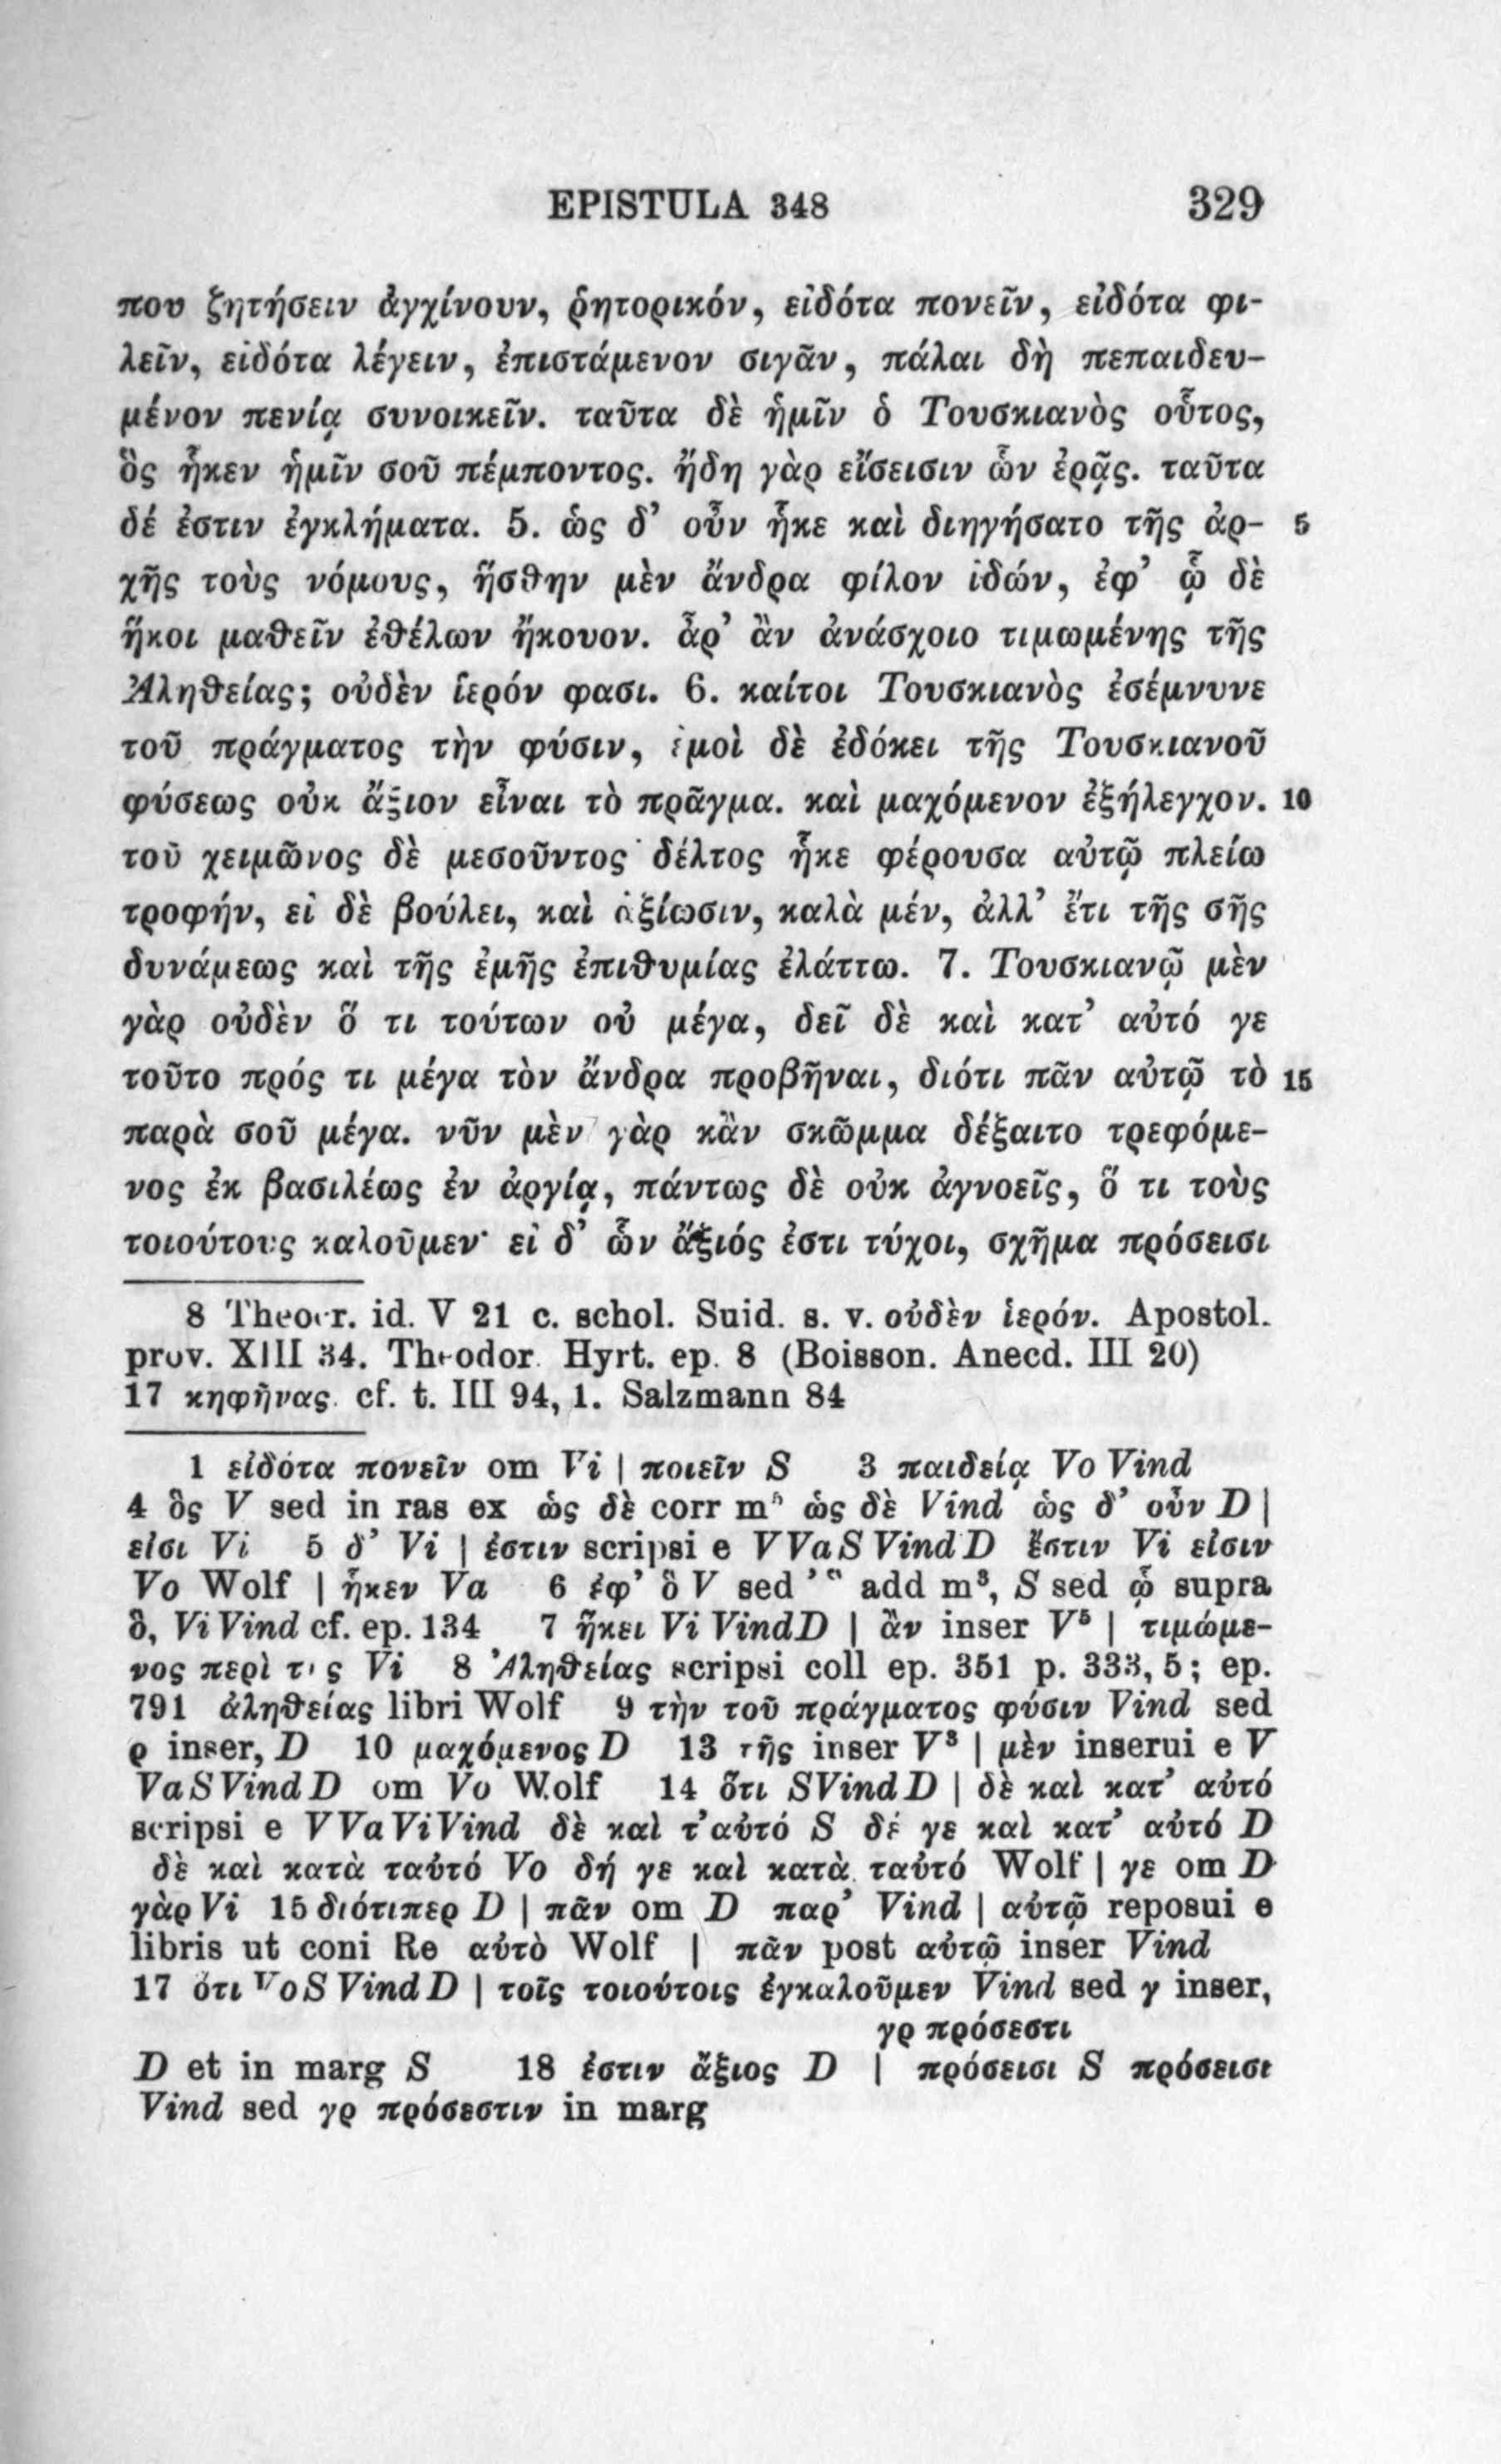 EPISTULA 348 329
που ζητήσειν ἀγχίνουν, ῥητορικόν, εἰδότα πονεῖν, εἰδότα φι-
λεῖν, εἰδότα λέγειν, ἐπιστάμενον σιγᾶν, πάλαι δὴ πεπαιδευ-
μένον πενίᾳ συνοικεῖν. ταῦτα δὲ ἡμῖν ὁ Τουσκιανὸς οὗτος,
ὃς ἧκεν ἡμῖν σοῦ πέμποντος. ἤδη γὰρ εἴσεισιν ὧν ἐρᾷς. ταῦτα
δέ ἐστιν ἐγκλήματα. 5. ὡς δ’ οὖν ἧκε καὶ διηγήσατο τῆς ἀρ- 5
χῆς τοὺς νόμους, ἥσθην μὲν ἄνδρα φίλον ἰδών, ἐφ’ ᾧ δὲ
ἥκοι μαθεῖν ἐθέλων ἤκουον. ἆρ’ ἂν ἀνάσχοιο τιμωμένης τῆς
Ἀληθείας; οὐδὲν ἱερόν φασι. 6. καίτοι Τουσκιανὸς ἐσέμνυνε
τοῦ πράγματος τὴν φύσιν, ἐμοὶ δὲ ἐδόκει τῆς Τουσκιανοῦ
φύσεως οὐκ ἄξιον εἶναι τὸ πρᾶγμα. καὶ μαχόμενον ἐξήλεγχον. 10
τοῦ χειμῶνος δὲ μεσοῦντος δέλτος ἧκε φέρουσα αὐτῷ πλείω
τροφήν, εἰ δὲ βούλει, καὶ ἀξίωσιν, καλὰ μέν, ἀλλ’ ἔτι τῆς σῆς
δυνάμεως καὶ τῆς ἐμῆς ἐπιθυμίας ἐλάττω. 7. Τουσκιανῷ μὲν
γὰρ οὐδὲν ὅ τι τούτων οὐ μέγα, δεῖ δὲ καὶ κατ’ αὐτό γε
τοῦτο πρός τι μέγα τὸν ἄνδρα προβῆναι, διότι πᾶν αὐτῷ τὸ 15
παρὰ σοῦ μέγα. νῦν μὲν γὰρ κἂν σκῶμμα δέξαιτο τρεφόμε-
νος ἐκ βασιλέως ἐν ἀργίᾳ, πάντως δὲ οὐκ ἀγνοεῖς, ὅ τι τοὺς
τοιούτους καλοῦμεν· εἰ δ’ ὧν ἄξιός ἐστι τύχοι, σχῆμα πρόσεισι
8 Theocr. id. V 21 c. schol. Suid. s. v. οὐδὲν ἱερόν. Apostol.
prov. XIII 34. Theodor. Hyrt. ep. 8 (Boisson. Anecd. III 20)
17 κηφῆνας. cf. t. III 94, 1. Salzmann 84
1 εἰδότα πονεῖν om Vi | ποιεῖν S 3 παιδείᾳ Vo Vind
4 ὃς V sed in ras ex ὡς δὲ corr m⁵ ὡς δὲ Vind ὡς δ’ οὖν D |
εἰσι Vi 5 δ’ Vi | ἐστιν scripsi e V Va S Vind D ἔστιν Vi εἰσιν
Vo Wolf | ἧκεν Va 6 ἐφ’ ὃ V sed add m³, S sed ᾧ supra
ὃ, Vi Vind cf. ep. 134 7 ἥκει Vi Vind D | ἂν inser V⁵ | τιμώμε-
νος περὶ τῆς Vi 8 Ἀληθείας scripsi coll ep. 351 p. 333, 5; ep.
791 ἀληθείας libri Wolf 9 τὴν τοῦ πράγματος φύσιν Vind sed
ρ inser, D 10 μαχόμενος D 13 τῆς inser V³ | μὲν inserui e V
Va S Vind D om Vo Wolf 14 ὅτι S Vind D | δὲ καὶ κατ’ αὐτό
scripsi e V Va Vi Vind δὲ καὶ τ’αὐτό S δέ γε καὶ κατ’ αὐτό D
δὲ καὶ κατὰ ταὐτό Vo δή γε καὶ κατὰ ταὐτό Wolf | γε om D
γὰρ Vi 15 διότιπερ D | πᾶν om D παρ’ Vind | αὐτῷ reposui e
libris ut coni Re αὐτὸ Wolf | πᾶν post αὐτῷ inser Vind
17 ὅτι Vo S Vind D | τοῖς τοιούτοις ἐγκαλοῦμεν Vind sed γ inser,
γρ πρόσεστι
D et in marg S 18 ἐστιν ἄξιος D | πρόσεισι S πρόσεισι
Vind sed γρ πρόσεστιν in marg